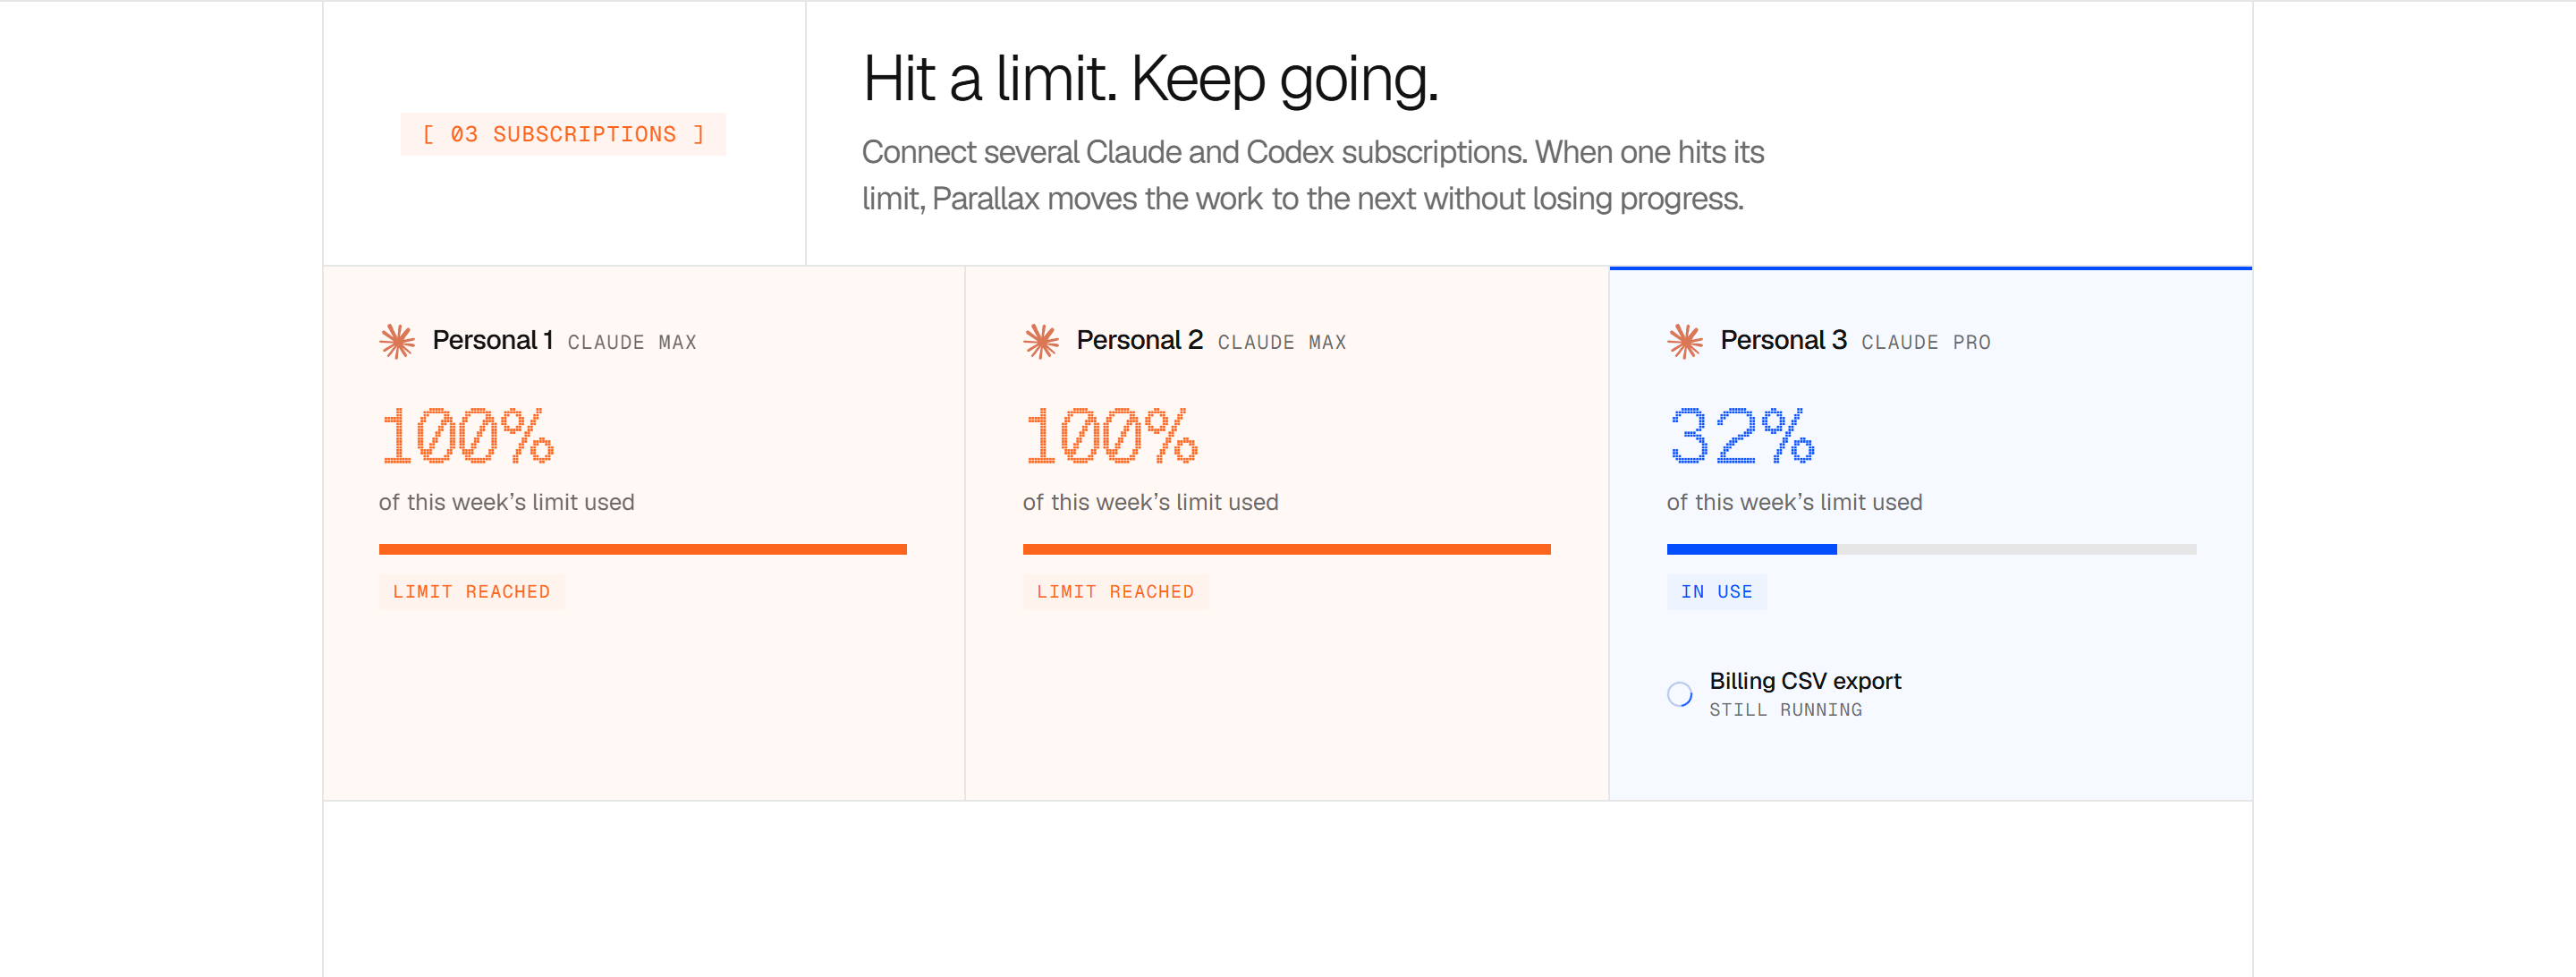 [ 03 SUBSCRIPTIONS ]
Hit a limit. Keep going.
Connect several Claude and Codex subscriptions. When one hits its
limit, Parallax moves the work to the next without losing progress.
Personal 1 CLAUDE MAX
100%
of this week’s limit used
LIMIT REACHED
Personal 2 CLAUDE MAX
100%
of this week’s limit used
LIMIT REACHED
Personal 3 CLAUDE PRO
32%
of this week’s limit used
IN USE
Billing CSV export
STILL RUNNING